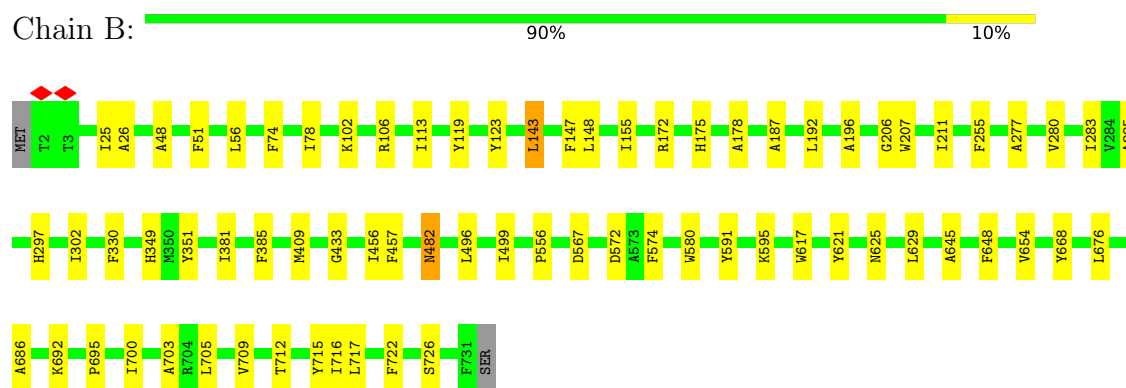 Chain B:
90% 10%
MET T2 T3 I25 A26 A48 F51 L56 F74 I78 K102 R106 I113 Y119 Y123 L143 F147 L148 I155 R172 H175 A178 A187 L192 A196 G206 W207 I211 F255 A277 V280 I283 V284
H297 I302 F330 H349 M350 Y351 I381 F385 M409 G433 I456 F457 N482 L496 I499 P556 D567 D572 A573 F574 W580 Y591 K595 W617 Y621 N625 L629 A645 F648 V654 Y668 L676
A686 K692 P695 I700 A703 R704 L705 V709 T712 Y715 I716 L717 F722 S726 F731 SER